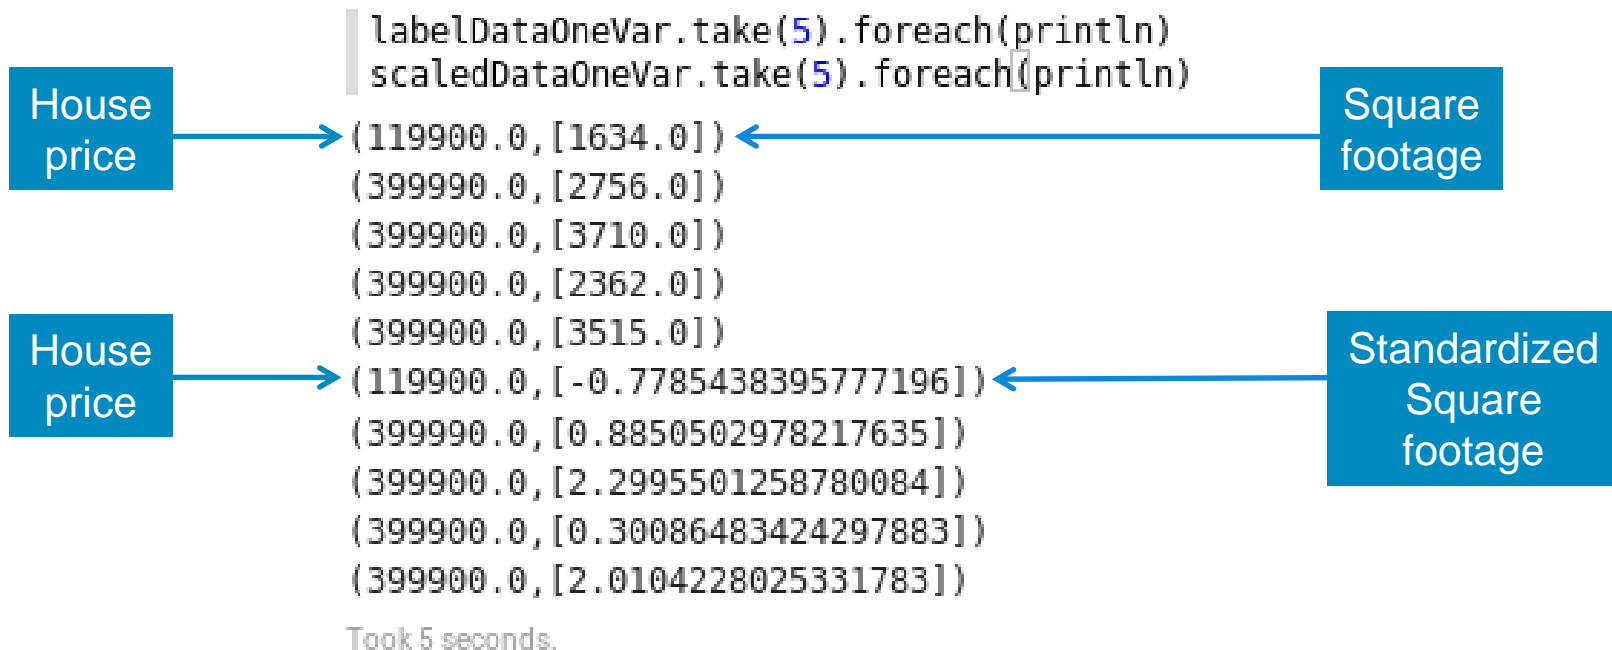 labelDataOneVar.take(5).foreach(println)
scaledDataOneVar.take(5).foreach(println)
House
price
Square
footage
(119900.0,[1634.0])
(399990.0,[2756.0])
(399900.0,[3710.0])
(399900.0,[2362.0])
(399900.0,[3515.0])
House
price
Standardized
Square
footage
(119900.0,[-0.7785438395777196])
(399990.0,[0.8850502978217635])
(399900.0,[2.2995501258780084])
(399900.0,[0.30086483424297883])
(399900.0,[2.0104228025331783])
Took 5 seconds.